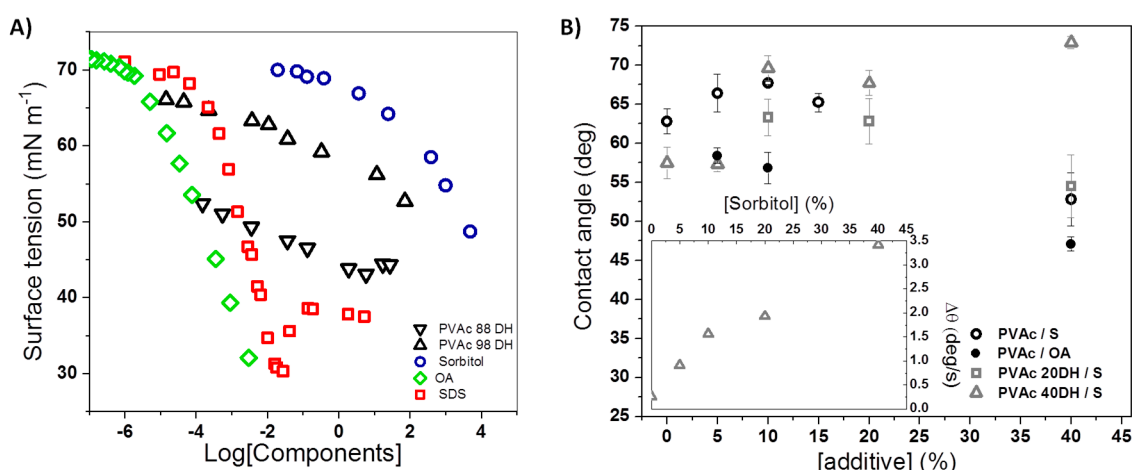 A)
Surface tension (mN m⁻¹)
70
60
50
40
30
-6
-4
-2
0
2
4
Log[Components]
PVAc 88 DH
PVAc 98 DH
Sorbitol
OA
SDS
B)
Contact angle (deg)
75
70
65
60
55
50
45
40
35
30
25
0
5
10
15
20
25
30
35
40
45
[additive] (%)
[Sorbitol] (%)
0
5
10
15
20
25
30
35
40
45
3.5
3.0
2.5
2.0
1.5
1.0
0.5
0.0
Δθ (deg/s)
PVAc / S
PVAc / OA
PVAc 20DH / S
PVAc 40DH / S